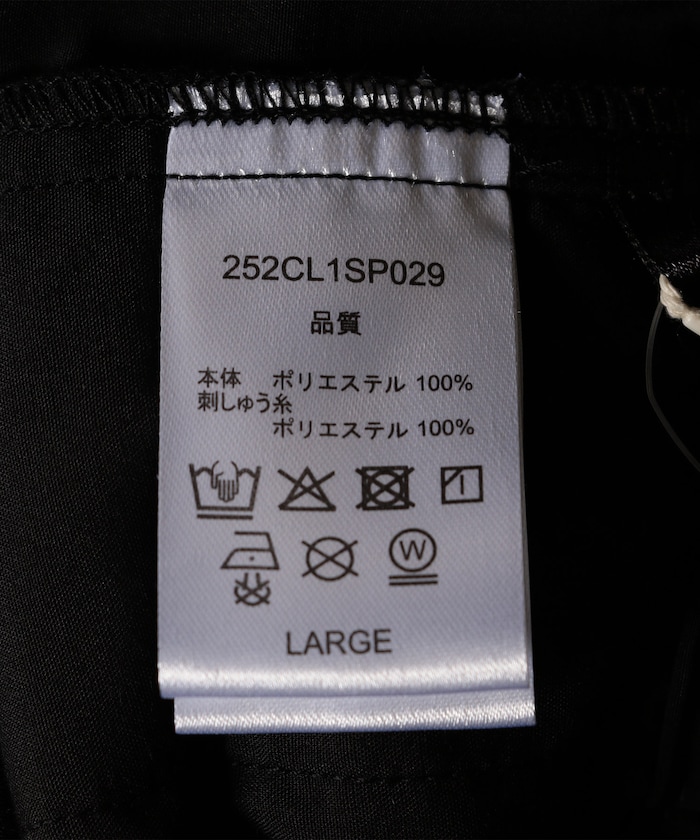 252CL1SP029
品質
本体 ポリエステル 100%
刺しゅう糸
ポリエステル 100%
W
LARGE